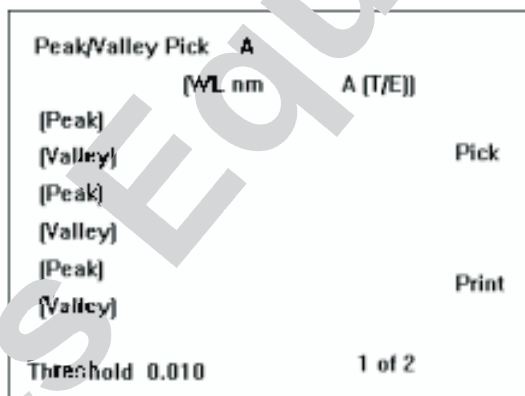 Peak/Valley Pick A
(WL nm A (T/E))
(Peak)
(Valley) Pick
(Peak)
(Valley)
(Peak)
Print
(Valley)
Threshold 0.010 1 of 2
s Equ